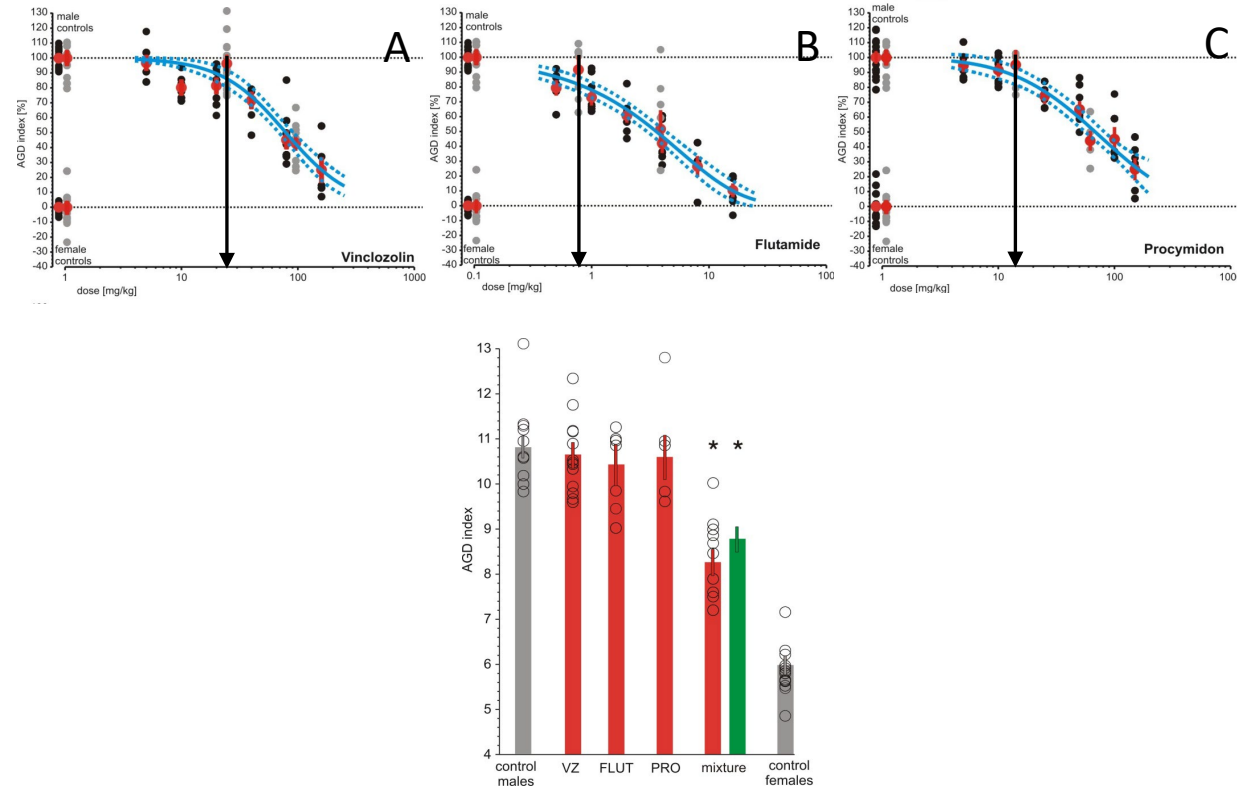 A
130
120
110
100
90
80
70
60
50
40
30
20
10
0
-10
-20
-30
-40
AGD index [%]
male
controls
female
controls
Vinclozolin
1
10
100
1000
dose [mg/kg]
B
130
120
110
100
90
80
70
60
50
40
30
20
10
0
-10
-20
-30
-40
AGD index [%]
male
controls
female
controls
Flutamide
0.1
1
10
100
dose [mg/kg]
C
130
120
110
100
90
80
70
60
50
40
30
20
10
0
-10
-20
-30
-40
AGD index [%]
male
controls
female
controls
Procymidon
1
10
100
dose [mg/kg]
13
12
11
10
9
8
7
6
5
4
AGD index
* *
control
males
VZ
FLUT
PRO
mixture
control
females